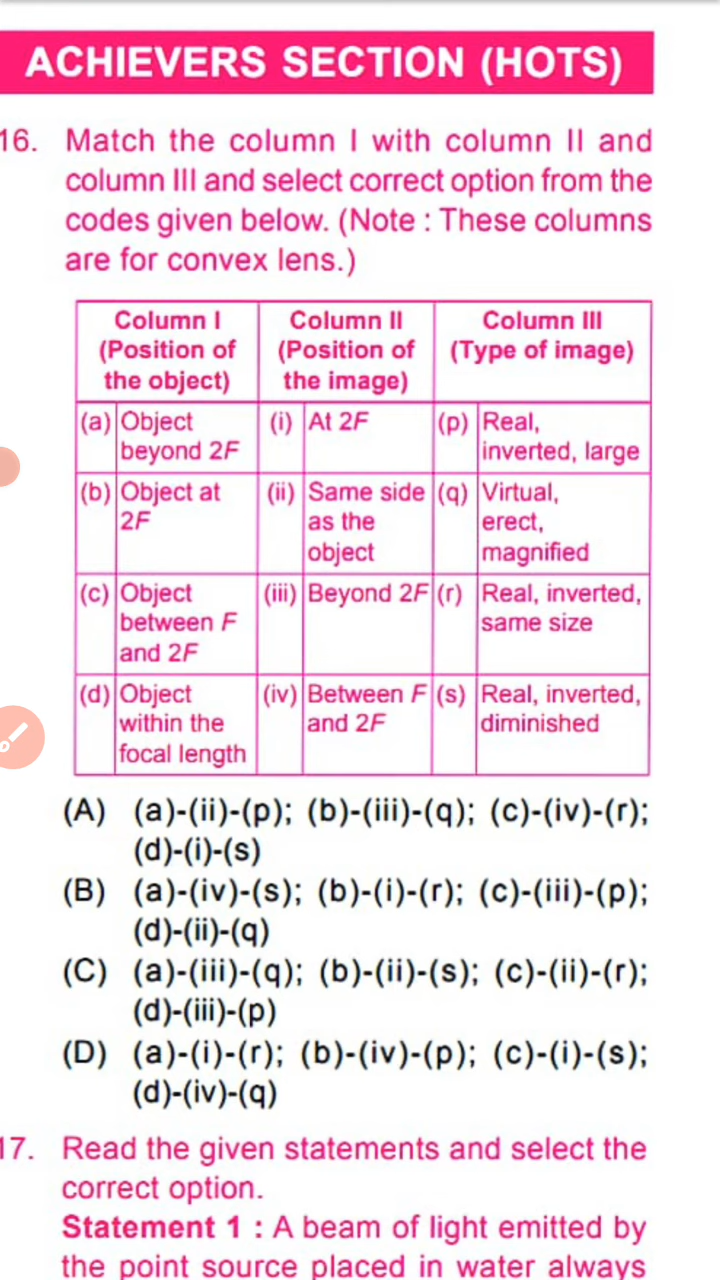 ACHIEVERS SECTION (HOTS)
16. Match the column I with column II and
column III and select correct option from the
codes given below. (Note : These columns
are for convex lens.)
Column I
(Position of
the object)
Column II
(Position of
the image)
Column III
(Type of image)
(a) Object
beyond 2F
(i) At 2F
(p) Real,
inverted, large
(b) Object at
2F
(ii) Same side
as the
object
(q) Virtual,
erect,
magnified
(c) Object
between F
and 2F
(iii) Beyond 2F
(r) Real, inverted,
same size
(d) Object
within the
focal length
(iv) Between F
and 2F
(s) Real, inverted,
diminished
(A) (a)-(ii)-(p); (b)-(iii)-(q); (c)-(iv)-(r);
(d)-(i)-(s)
(B) (a)-(iv)-(s); (b)-(i)-(r); (c)-(iii)-(p);
(d)-(ii)-(q)
(C) (a)-(iii)-(q); (b)-(ii)-(s); (c)-(ii)-(r);
(d)-(iii)-(p)
(D) (a)-(i)-(r); (b)-(iv)-(p); (c)-(i)-(s);
(d)-(iv)-(q)
17. Read the given statements and select the
correct option.
Statement 1 : A beam of light emitted by
the point source placed in water always